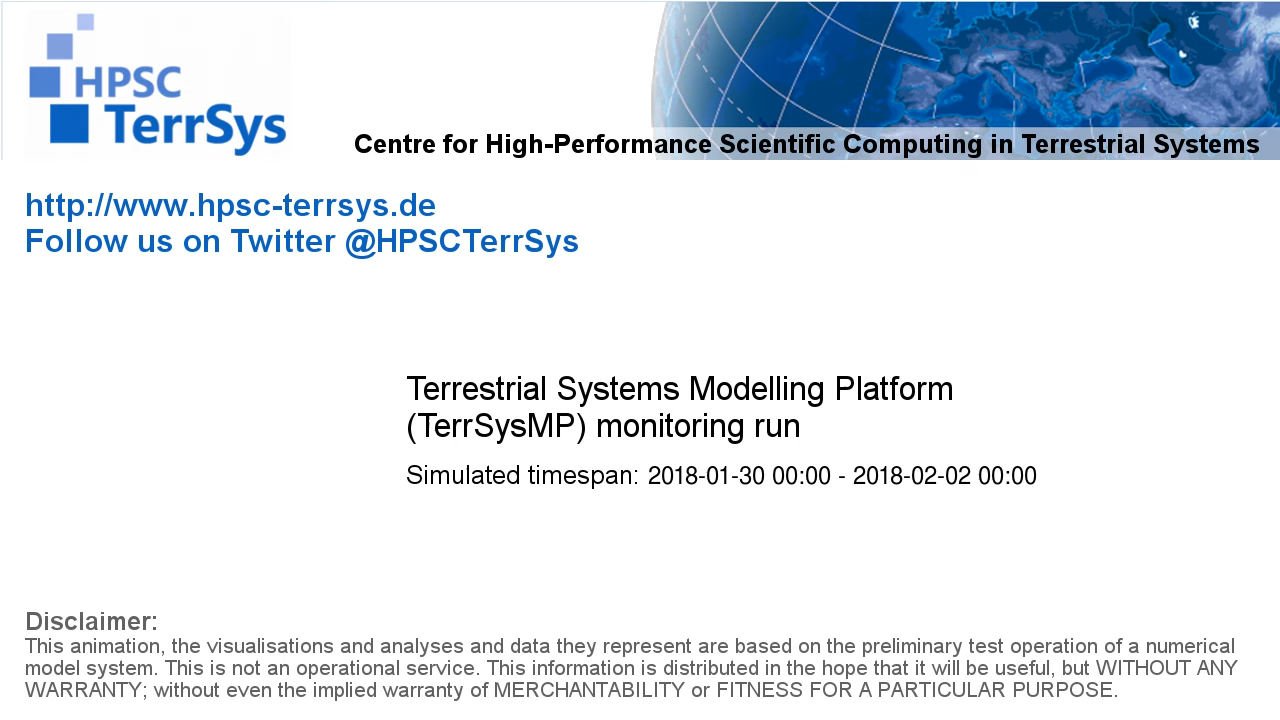 HPSC
TerrSys
Centre for High-Performance Scientific Computing in Terrestrial Systems
http://www.hpsc-terrsys.de
Follow us on Twitter @HPSCTerrSys
Terrestrial Systems Modelling Platform
(TerrSysMP) monitoring run
Simulated timespan: 2018-01-30 00:00 - 2018-02-02 00:00
Disclaimer:
This animation, the visualisations and analyses and data they represent are based on the preliminary test operation of a numerical
model system. This is not an operational service. This information is distributed in the hope that it will be useful, but WITHOUT ANY
WARRANTY; without even the implied warranty of MERCHANTABILITY or FITNESS FOR A PARTICULAR PURPOSE.